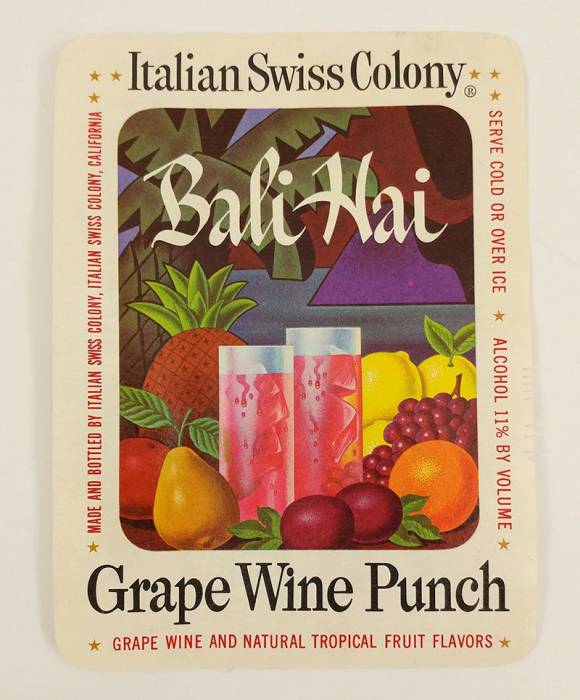 Italian Swiss Colony®
Bali Hai
MADE AND BOTTLED BY ITALIAN SWISS COLONY, ITALIAN SWISS COLONY, CALIFORNIA
SERVE COLD OR OVER ICE ★ ALCOHOL 11% BY VOLUME
Grape Wine Punch
GRAPE WINE AND NATURAL TROPICAL FRUIT FLAVORS